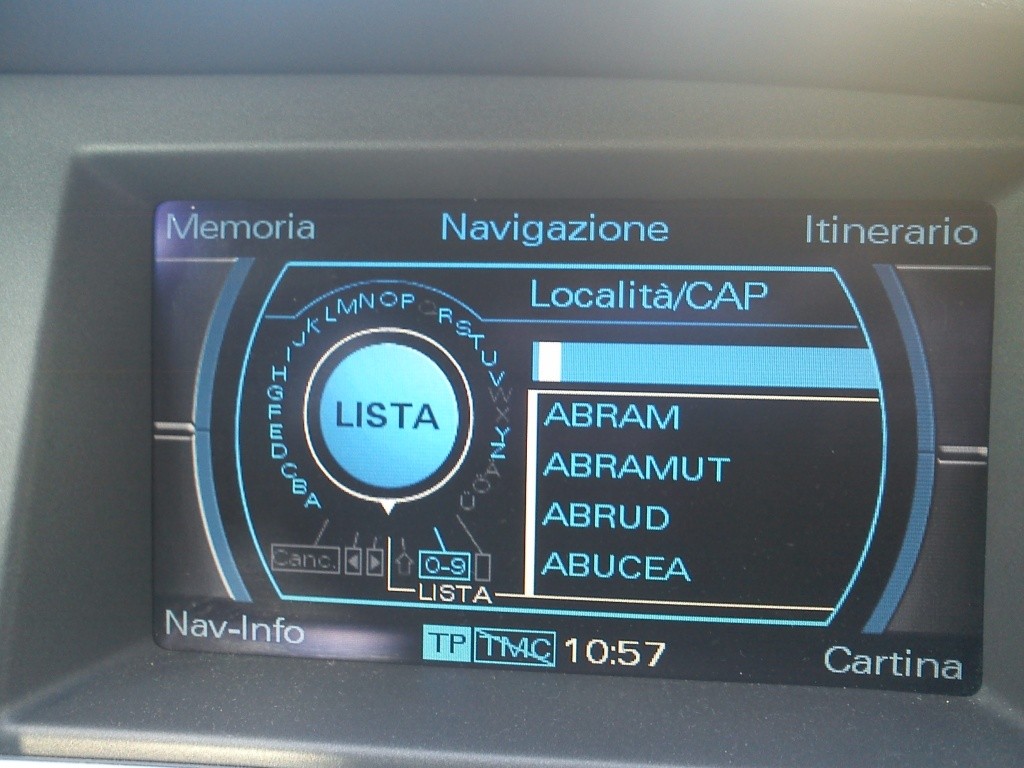 Memoria
Navigazione
Itinerario
Località/CAP
A B C D E F G H I J K L M N O P Q R S T U V W X Y Z Ä Ö Ü
LISTA
ABRAM
ABRAMUT
ABRUD
ABUCEA
Canc.
0-9
LISTA
Nav-Info
TP
TMC
10:57
Cartina